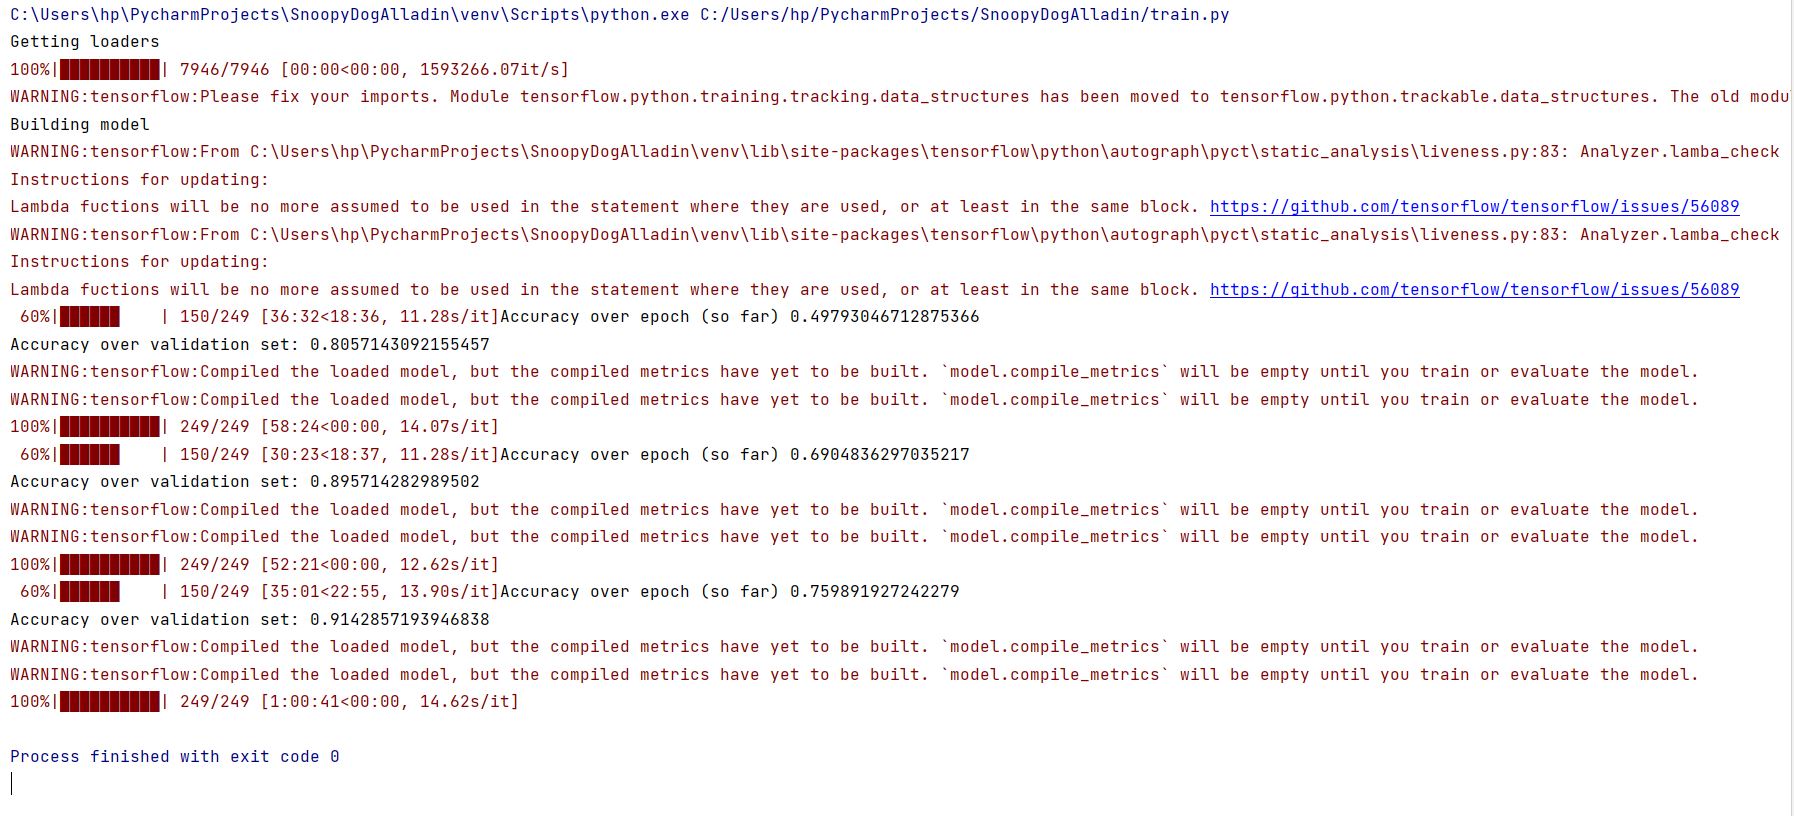 C:\Users\hp\PycharmProjects\SnoopyDogAlladin\venv\Scripts\python.exe C:/Users/hp/PycharmProjects/SnoopyDogAlladin/train.py
Getting loaders
100%|██████████| 7946/7946 [00:00<00:00, 1593266.07it/s]
WARNING:tensorflow:Please fix your imports. Module tensorflow.python.training.tracking.data_structures has been moved to tensorflow.python.trackable.data_structures. The old modu
Building model
WARNING:tensorflow:From C:\Users\hp\PycharmProjects\SnoopyDogAlladin\venv\lib\site-packages\tensorflow\python\autograph\pyct\static_analysis\liveness.py:83: Analyzer.lamba_check
Instructions for updating:
Lambda fuctions will be no more assumed to be used in the statement where they are used, or at least in the same block. https://github.com/tensorflow/tensorflow/issues/56089
WARNING:tensorflow:From C:\Users\hp\PycharmProjects\SnoopyDogAlladin\venv\lib\site-packages\tensorflow\python\autograph\pyct\static_analysis\liveness.py:83: Analyzer.lamba_check
Instructions for updating:
Lambda fuctions will be no more assumed to be used in the statement where they are used, or at least in the same block. https://github.com/tensorflow/tensorflow/issues/56089
 60%|██████    | 150/249 [36:32<18:36, 11.28s/it]Accuracy over epoch (so far) 0.49793046712875366
Accuracy over validation set: 0.8057143092155457
WARNING:tensorflow:Compiled the loaded model, but the compiled metrics have yet to be built. `model.compile_metrics` will be empty until you train or evaluate the model.
WARNING:tensorflow:Compiled the loaded model, but the compiled metrics have yet to be built. `model.compile_metrics` will be empty until you train or evaluate the model.
100%|██████████| 249/249 [58:24<00:00, 14.07s/it]
 60%|██████    | 150/249 [30:23<18:37, 11.28s/it]Accuracy over epoch (so far) 0.6904836297035217
Accuracy over validation set: 0.895714282989502
WARNING:tensorflow:Compiled the loaded model, but the compiled metrics have yet to be built. `model.compile_metrics` will be empty until you train or evaluate the model.
WARNING:tensorflow:Compiled the loaded model, but the compiled metrics have yet to be built. `model.compile_metrics` will be empty until you train or evaluate the model.
100%|██████████| 249/249 [52:21<00:00, 12.62s/it]
 60%|██████    | 150/249 [35:01<22:55, 13.90s/it]Accuracy over epoch (so far) 0.759891927242279
Accuracy over validation set: 0.9142857193946838
WARNING:tensorflow:Compiled the loaded model, but the compiled metrics have yet to be built. `model.compile_metrics` will be empty until you train or evaluate the model.
WARNING:tensorflow:Compiled the loaded model, but the compiled metrics have yet to be built. `model.compile_metrics` will be empty until you train or evaluate the model.
100%|██████████| 249/249 [1:00:41<00:00, 14.62s/it]
Process finished with exit code 0